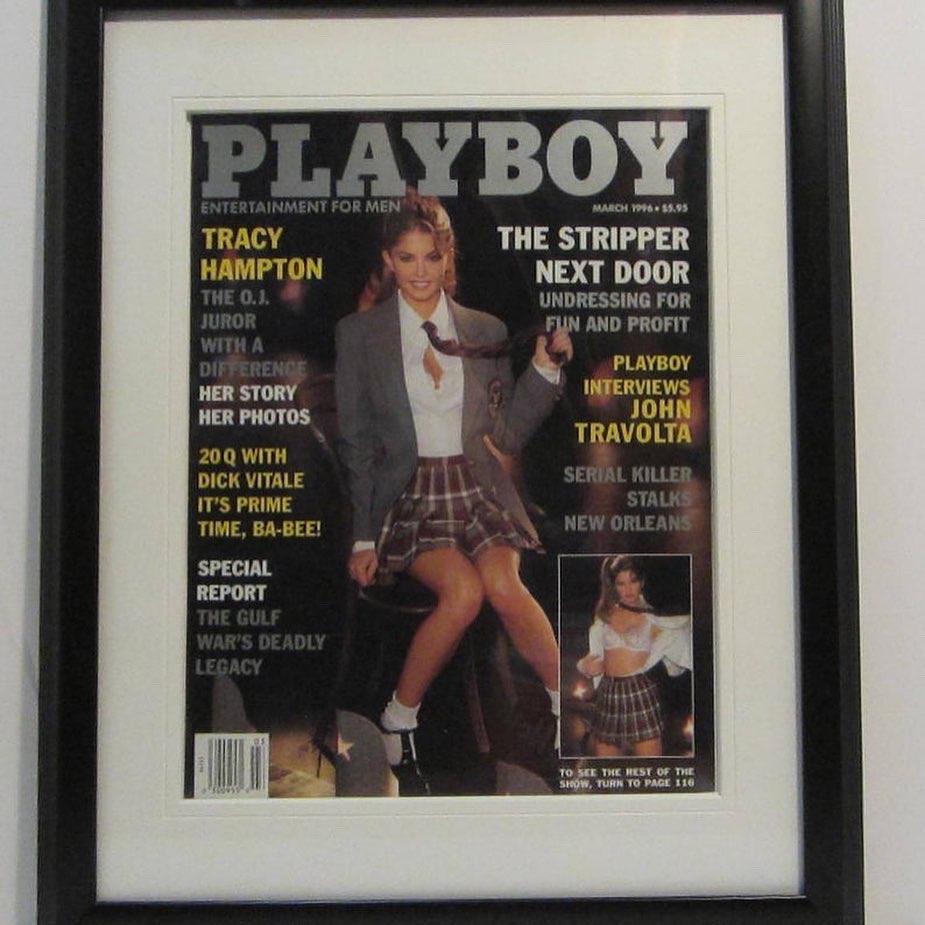 PLAYBOY
ENTERTAINMENT FOR MEN
MARCH 1996 • $5.95
TRACY
HAMPTON
THE O.J.
JUROR
WITH A
DIFFERENCE
HER STORY
HER PHOTOS
20 Q WITH
DICK VITALE
IT'S PRIME
TIME, BA-BEE!
SPECIAL
REPORT
THE GULF
WAR'S DEADLY
LEGACY
THE STRIPPER
NEXT DOOR
UNDRESSING FOR
FUN AND PROFIT
PLAYBOY
INTERVIEWS
JOHN
TRAVOLTA
SERIAL KILLER
STALKS
NEW ORLEANS
TO SEE THE REST OF THE
SHOW, TURN TO PAGE 116